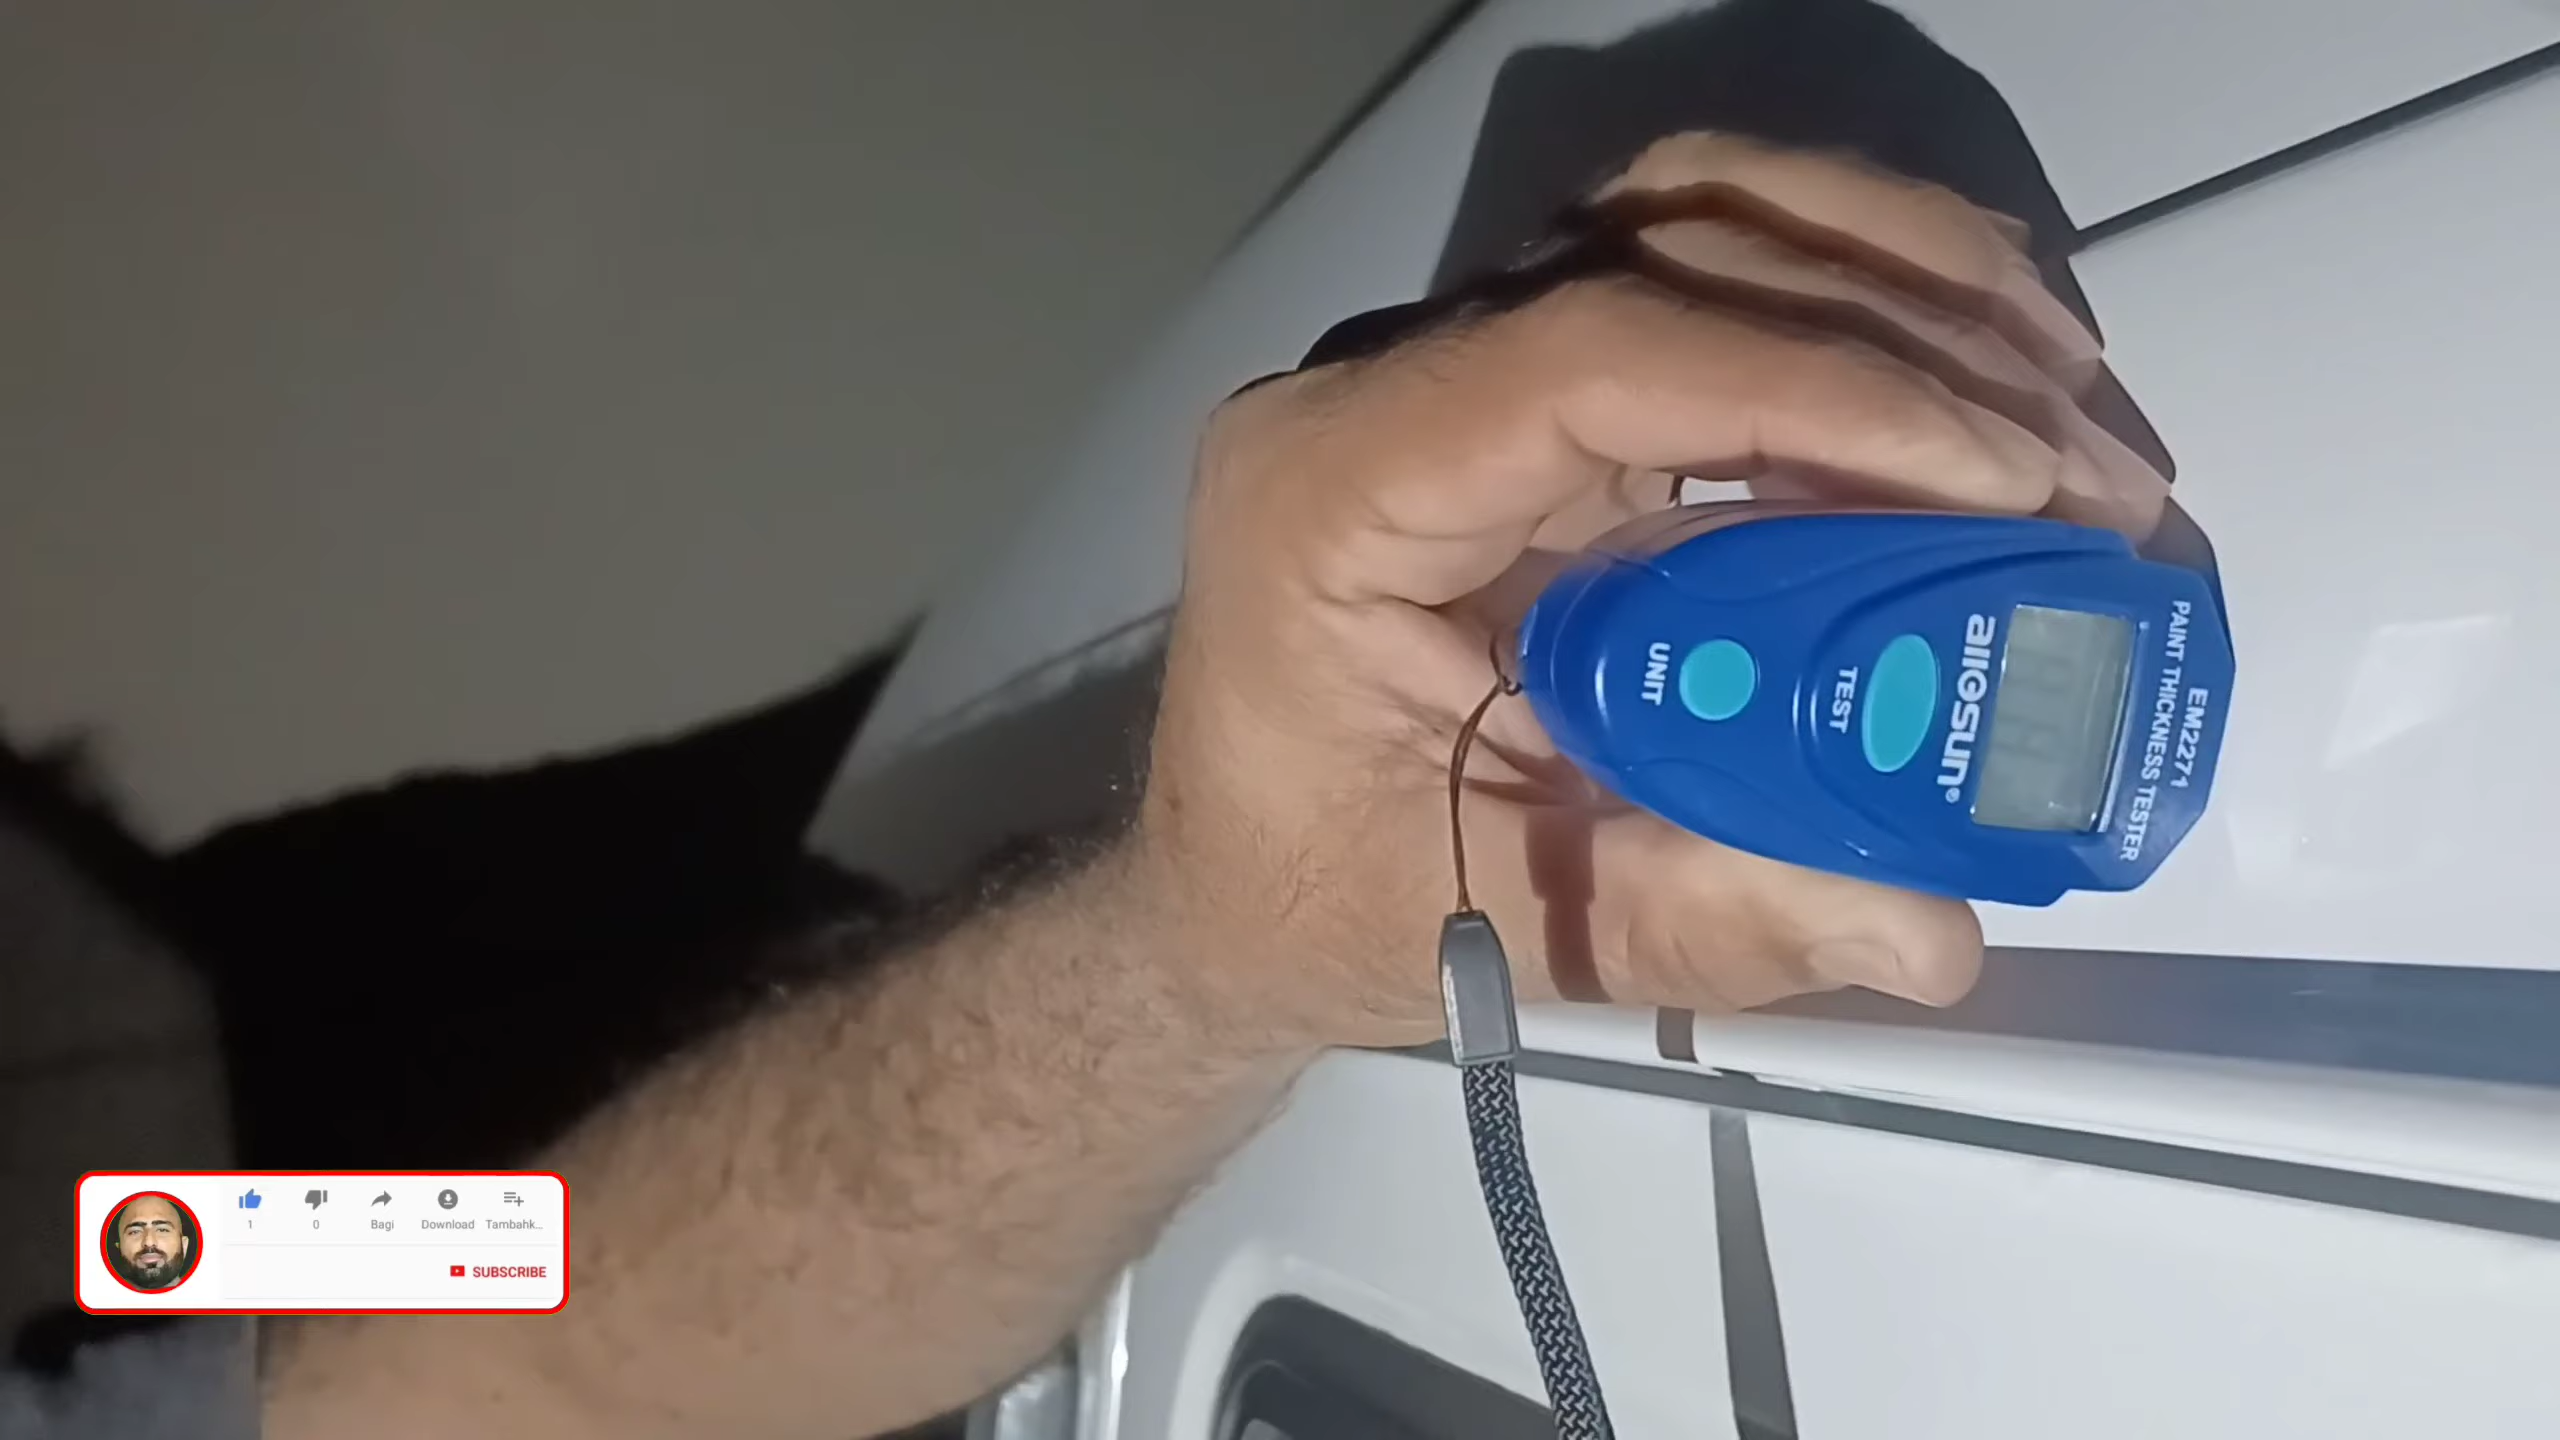 EM2271
PAINT THICKNESS TESTER
allosun®
TEST
UNIT
1
0
Bagi
Download
Tambahk...
SUBSCRIBE